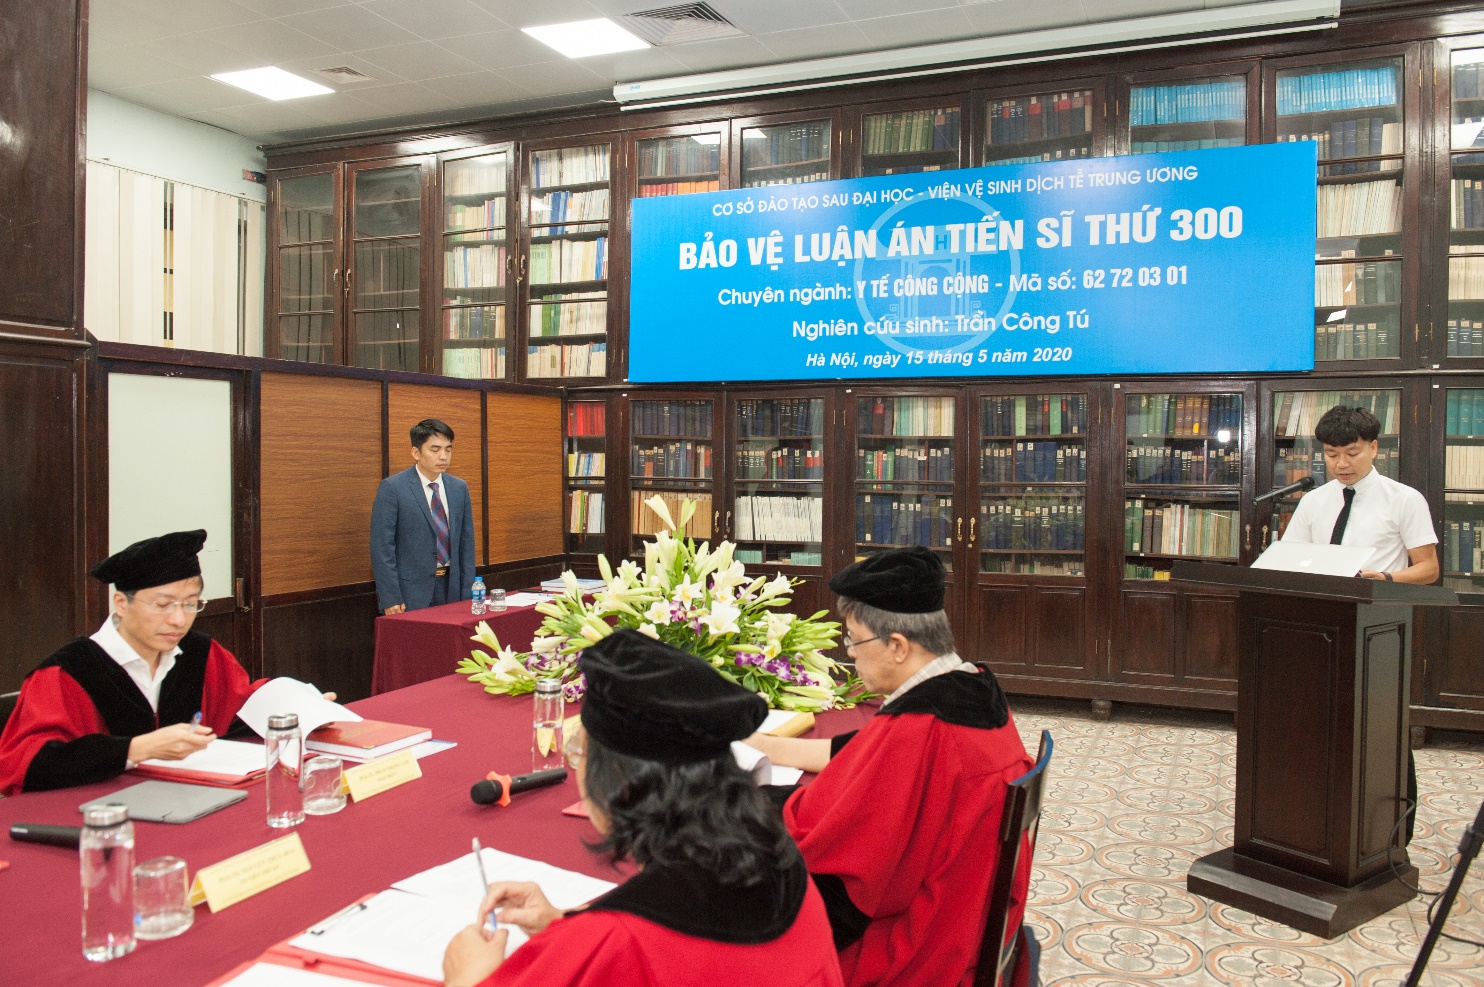 CƠ SỞ ĐÀO TẠO SAU ĐẠI HỌC - VIỆN VỆ SINH DỊCH TỄ TRUNG ƯƠNG
BẢO VỆ LUẬN ÁN TIẾN SĨ THỨ 300
Chuyên ngành: Y TẾ CÔNG CỘNG - Mã số: 62 72 03 01
Nghiên cứu sinh: Trần Công Tú
Hà Nội, ngày 15 tháng 5 năm 2020